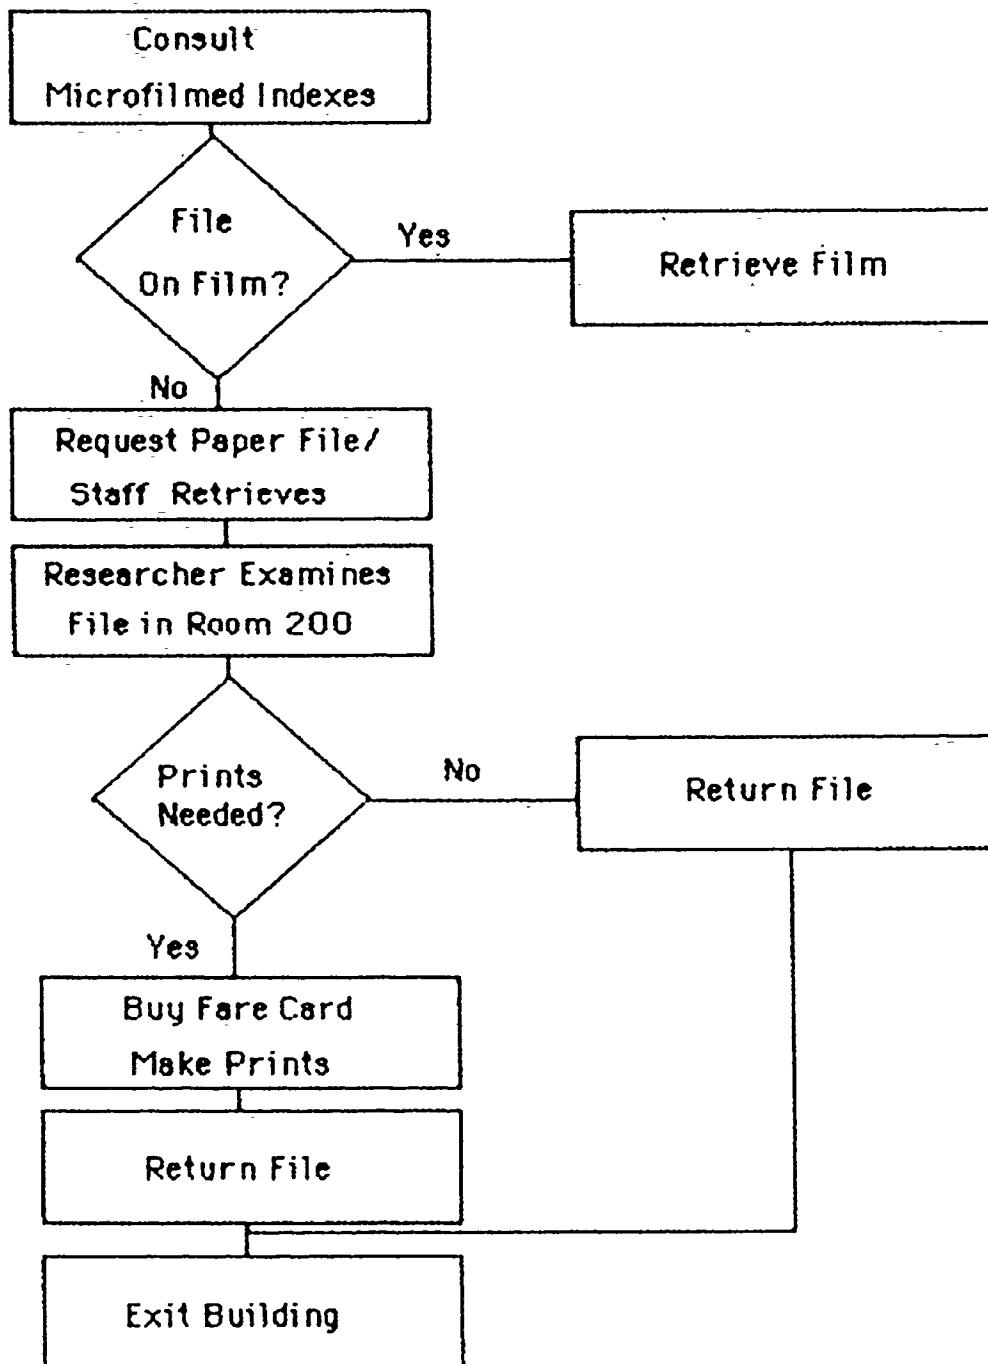 Consult
Microfilmed Indexes
File
On Film?
Yes
Retrieve Film
No
Request Paper File/
Staff Retrieves
Researcher Examines
File in Room 200
Prints
Needed?
No
Return File
Yes
Buy Fare Card
Make Prints
Return File
Exit Building